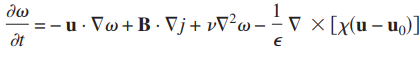 ∂ω/∂t = − u · ∇ω + B · ∇j + ν∇²ω − 1/ϵ ∇ × [χ(u − u₀)]